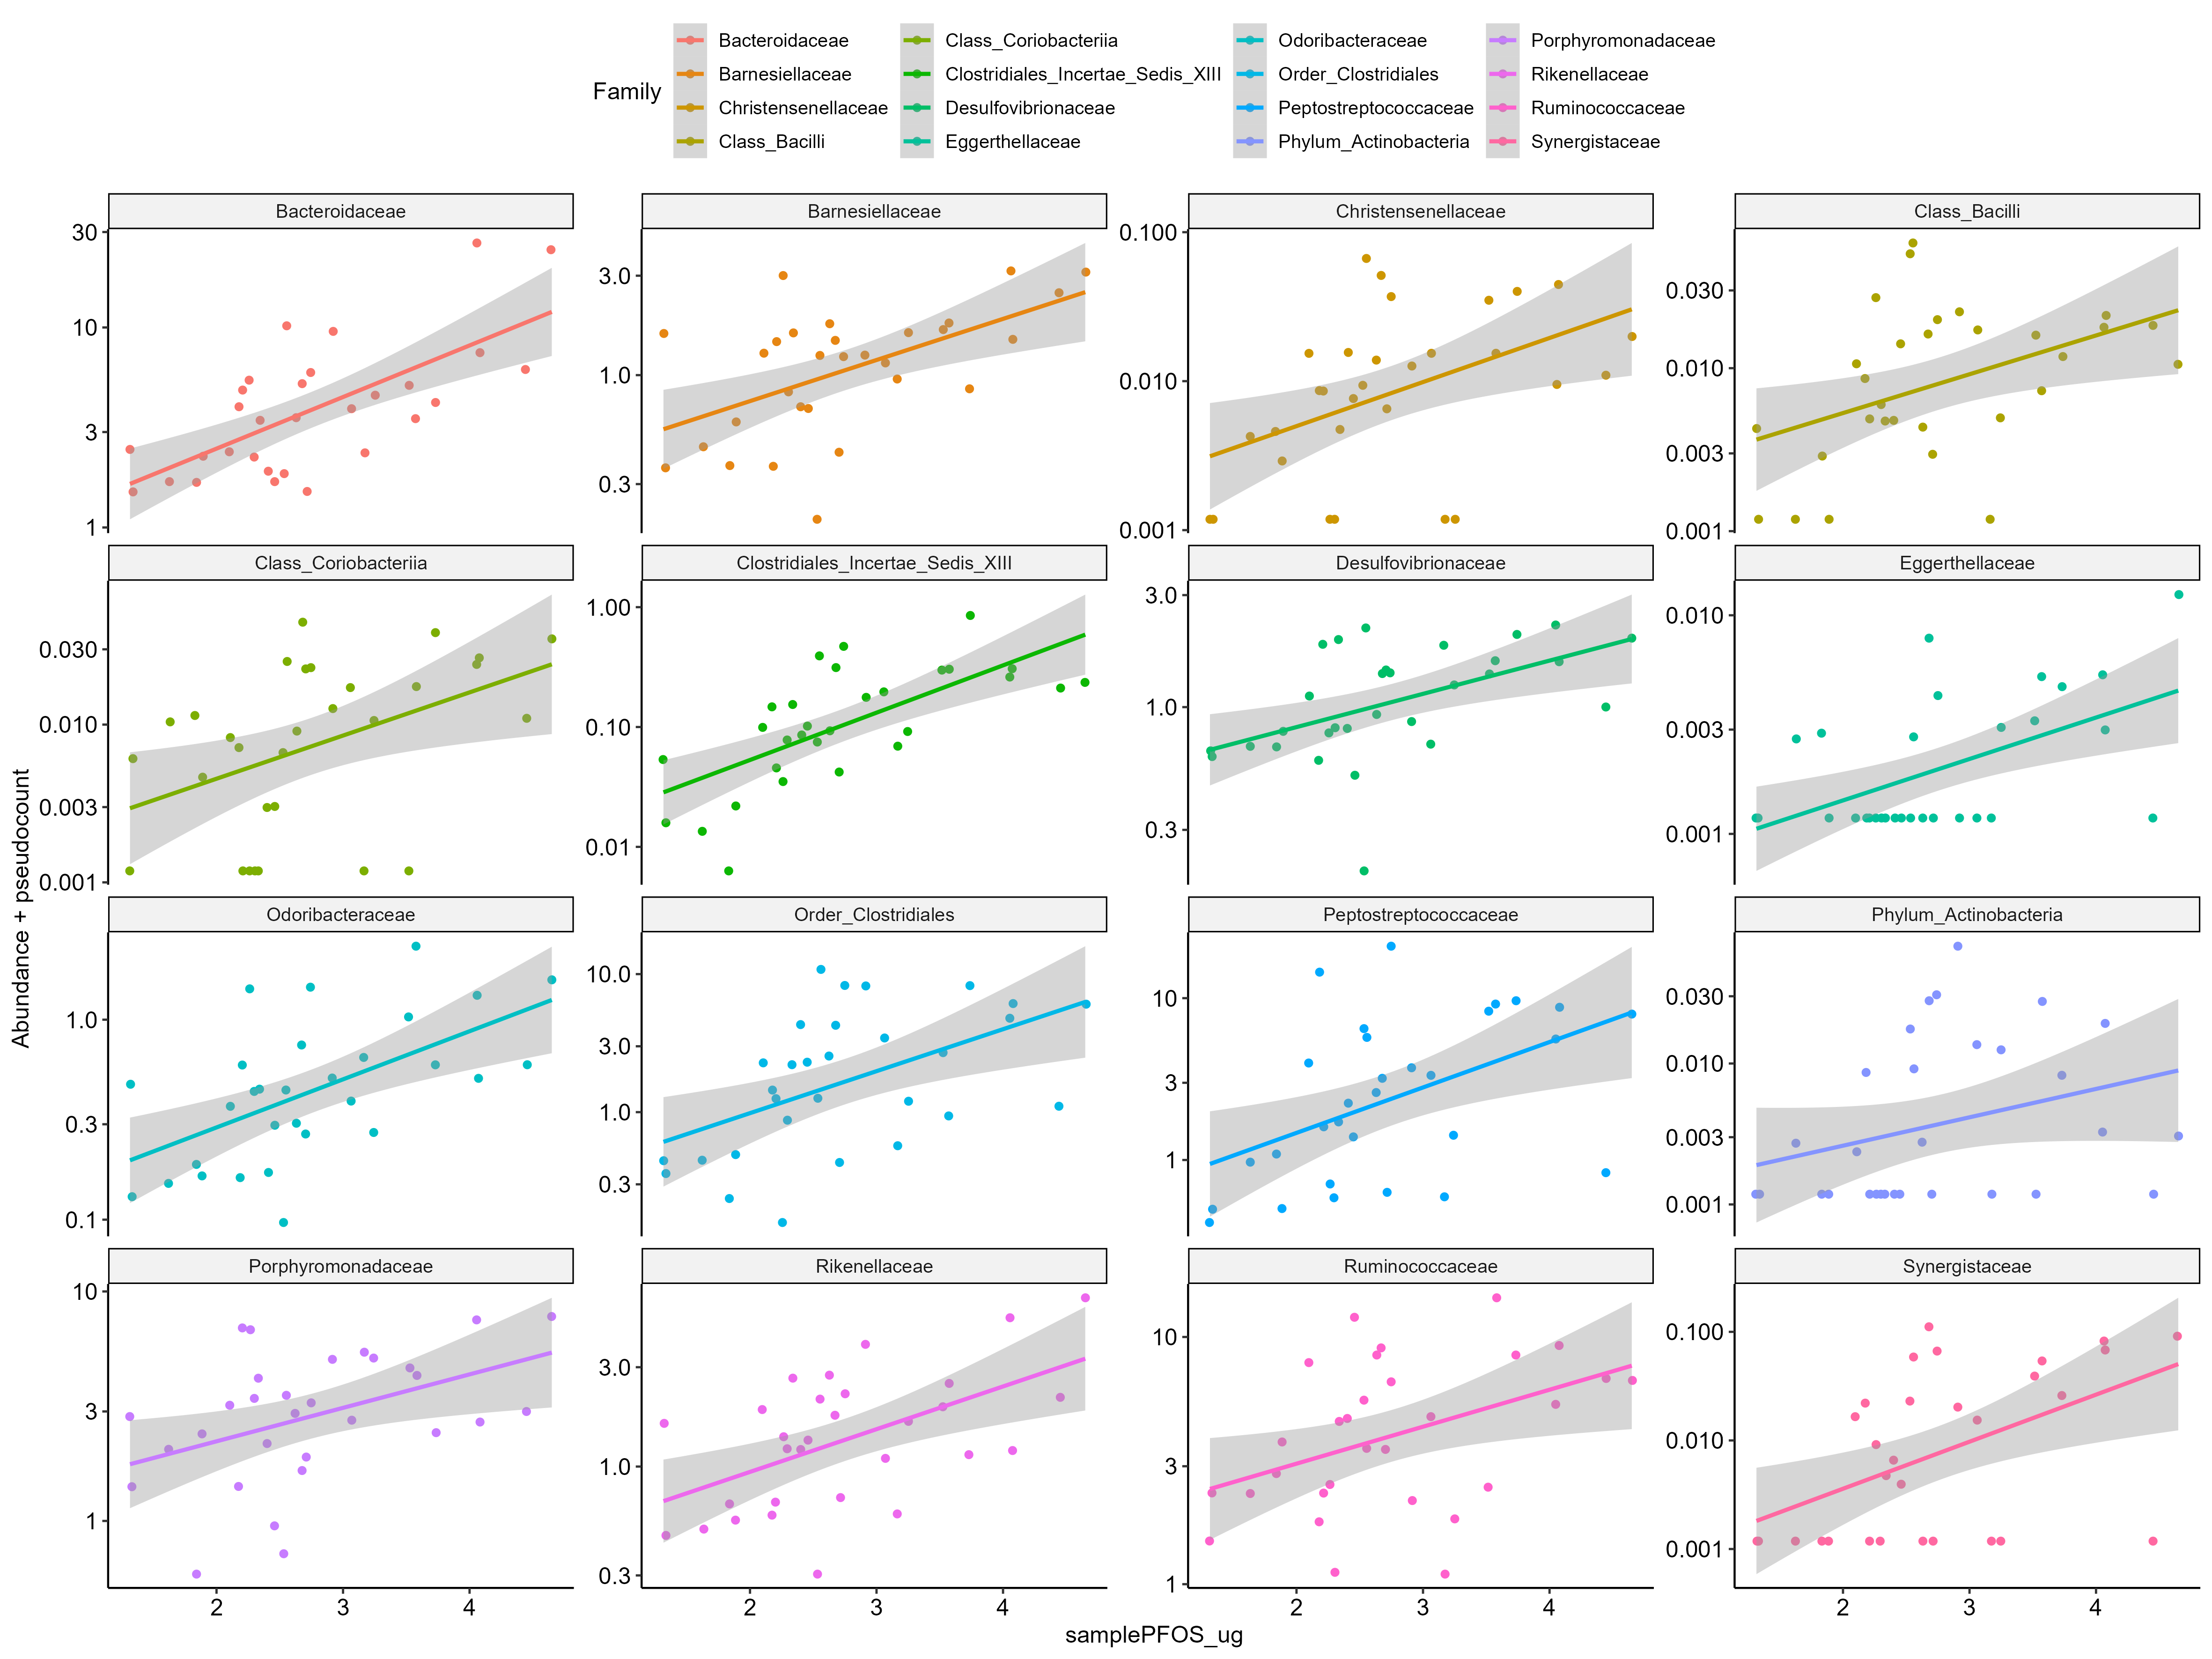 Family
Bacteroidaceae
Barnesiellaceae
Christensenellaceae
Class_Bacilli
Class_Coriobacteriia
Clostridiales_Incertae_Sedis_XIII
Desulfovibrionaceae
Eggerthellaceae
Odoribacteraceae
Order_Clostridiales
Peptostreptococcaceae
Phylum_Actinobacteria
Porphyromonadaceae
Rikenellaceae
Ruminococcaceae
Synergistaceae
Abundance + pseudocount
Bacteroidaceae
30
10
3
1
Barnesiellaceae
3.0
1.0
0.3
Christensenellaceae
0.100
0.010
0.001
Class_Bacilli
0.030
0.010
0.003
0.001
Class_Coriobacteriia
0.030
0.010
0.003
0.001
Clostridiales_Incertae_Sedis_XIII
1.00
0.10
0.01
Desulfovibrionaceae
3.0
1.0
0.3
Eggerthellaceae
0.010
0.003
0.001
Odoribacteraceae
1.0
0.3
0.1
Order_Clostridiales
10.0
3.0
1.0
0.3
Peptostreptococcaceae
10
3
1
Phylum_Actinobacteria
0.030
0.010
0.003
0.001
Porphyromonadaceae
10
3
1
Rikenellaceae
3.0
1.0
0.3
Ruminococcaceae
10
3
1
Synergistaceae
0.100
0.010
0.001
2 3 4
2 3 4
2 3 4
2 3 4
samplePFOS_ug